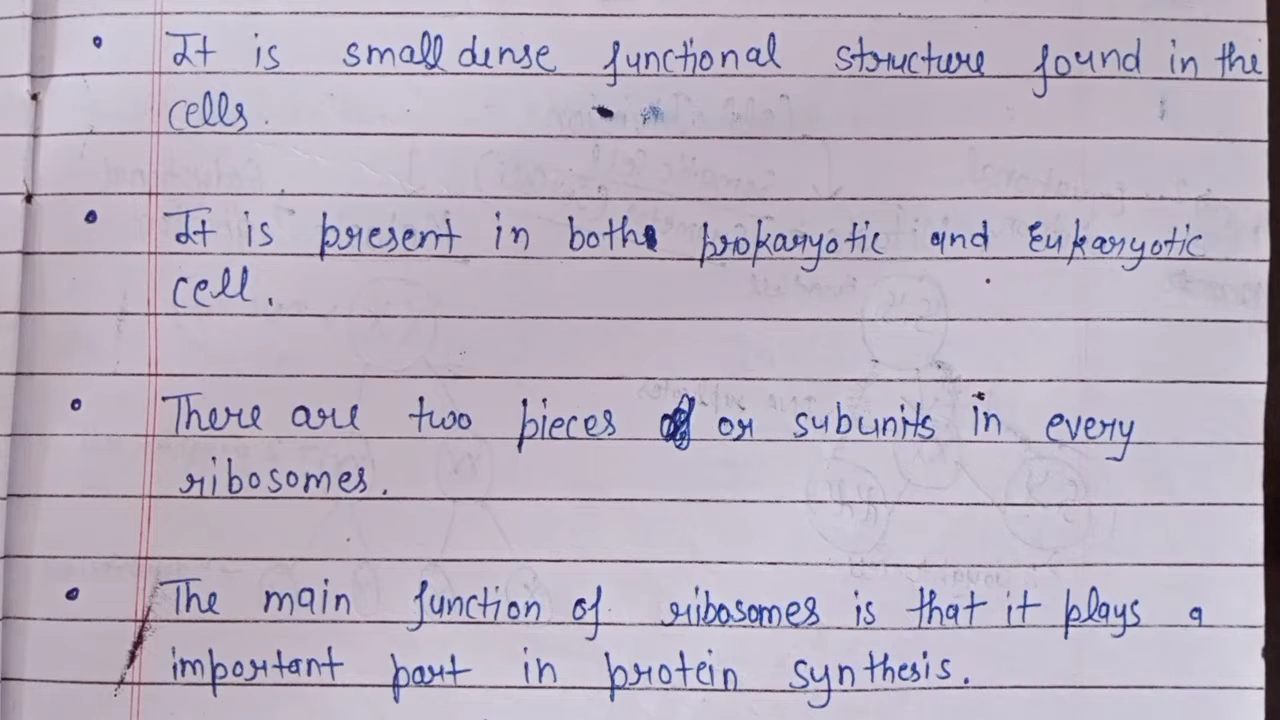 • It is small dense functional structure found in the
cells.
• It is present in both prokaryotic and Eukaryotic
cell.
• There are two pieces or subunits in every
ribosomes.
• The main function of ribosomes is that it plays a
important part in protein synthesis.